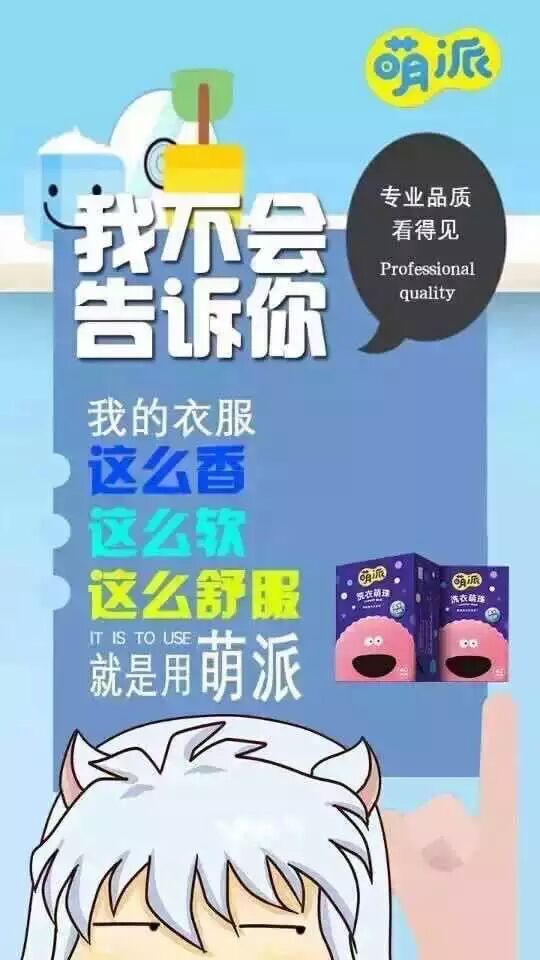 萌派
专业品质
看得见
Professional
quality
我不会
告诉你
我的衣服
这么香
这么软
这么舒服
IT IS TO USE
就是用萌派
萌派
洗衣萌珠
萌派
洗衣萌珠